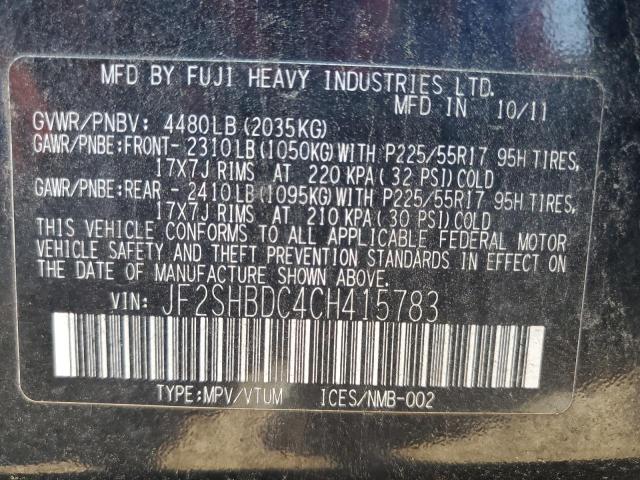 MFD BY FUJI HEAVY INDUSTRIES LTD.
MFD IN 10/11
GVWR/PNBV: 4480LB(2035KG)
GAWR/PNBE:FRONT- 2310LB(1050KG)WITH P225/55R17 95H TIRES,
17X7J RIMS AT 220 KPA(32 PSI)COLD
GAWR/PNBE:REAR - 2410LB(1095KG)WITH P225/55R17 95H TIRES,
17X7J RIMS AT 210 KPA(30 PSI)COLD
THIS VEHICLE CONFORMS TO ALL APPLICABLE FEDERAL MOTOR
VEHICLE SAFETY AND THEFT PREVENTION STANDARDS IN EFFECT ON
THE DATE OF MANUFACTURE SHOWN ABOVE.
VIN: JF2SHBDC4CH415783
TYPE:MPV/VTUM ICES/NMB-002